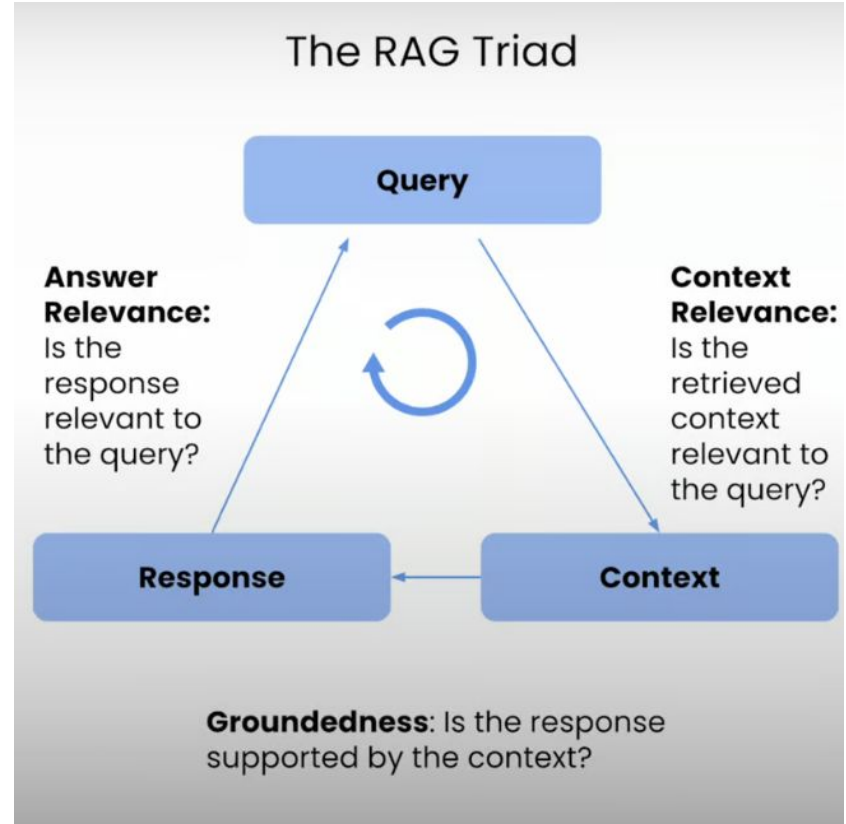 The RAG Triad
Query
Answer
Relevance:
Is the
response
relevant to
the query?
Context
Relevance:
Is the
retrieved
context
relevant to
the query?
Response
Context
Groundedness: Is the response
supported by the context?